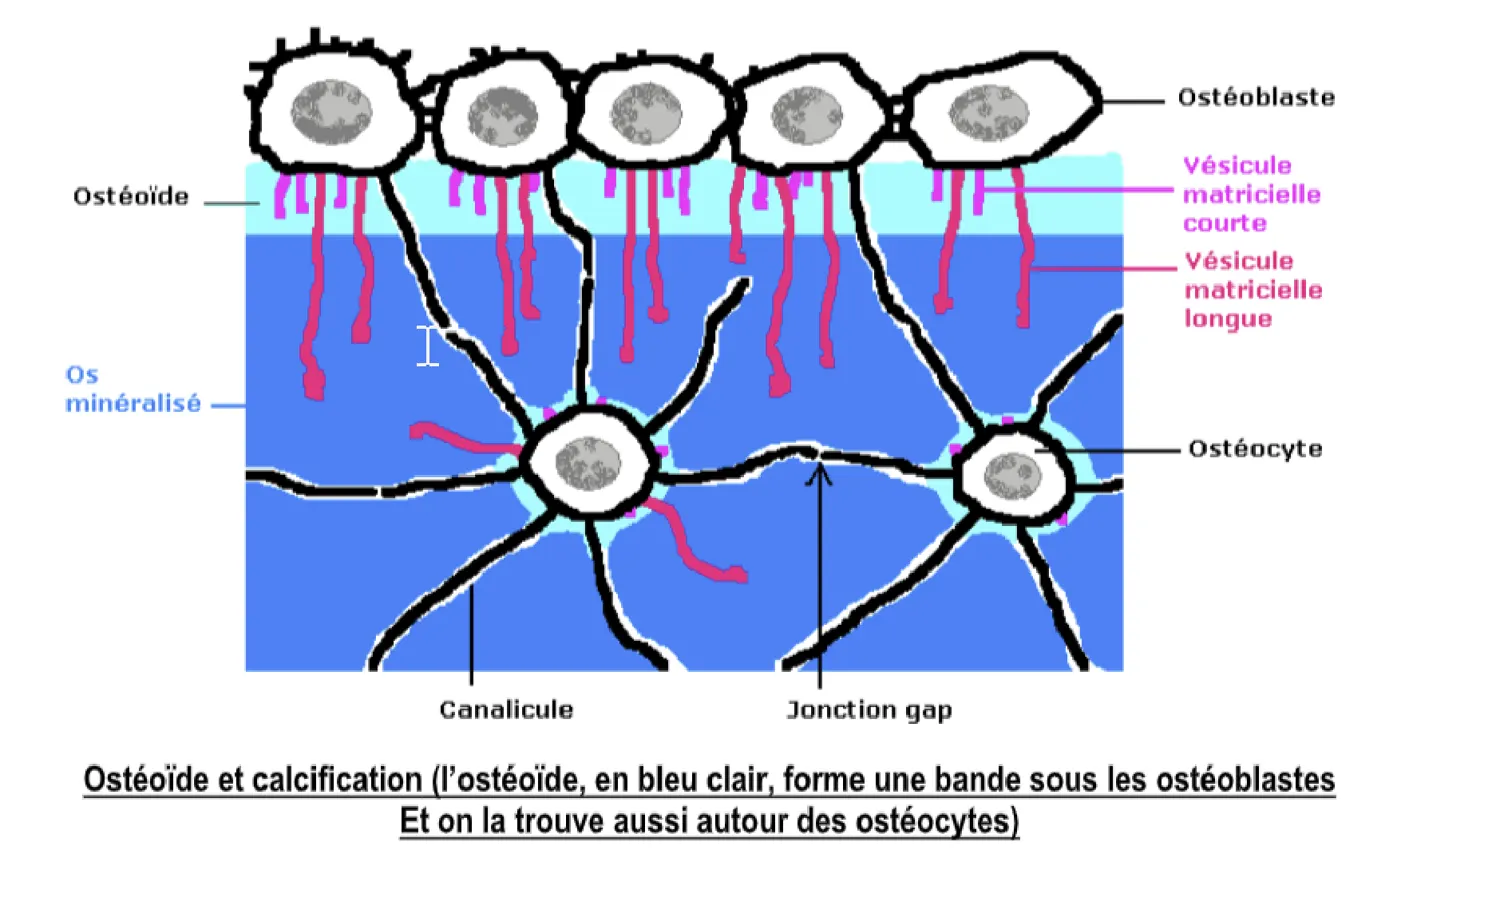 Ostéoblaste
Vésicule
matricielle
courte
Ostéoïde
Vésicule
matricielle
longue
Os
minéralisé
Ostéocyte
Canalicule
Jonction gap
Ostéoïde et calcification (l'ostéoïde, en bleu clair, forme une bande sous les ostéoblastes
Et on la trouve aussi autour des ostéocytes)